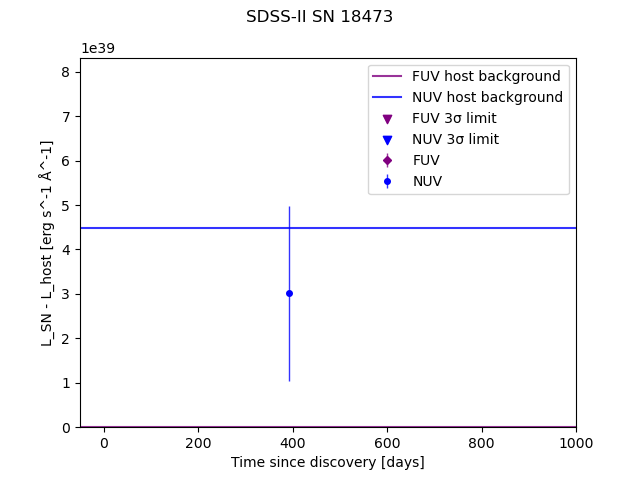 SDSS-II SN 18473
1e39
FUV host background
NUV host background
FUV 3σ limit
NUV 3σ limit
FUV
NUV
8
7
6
5
4
3
2
1
0
L_SN - L_host [erg s^-1 Å^-1]
0 200 400 600 800 1000
Time since discovery [days]